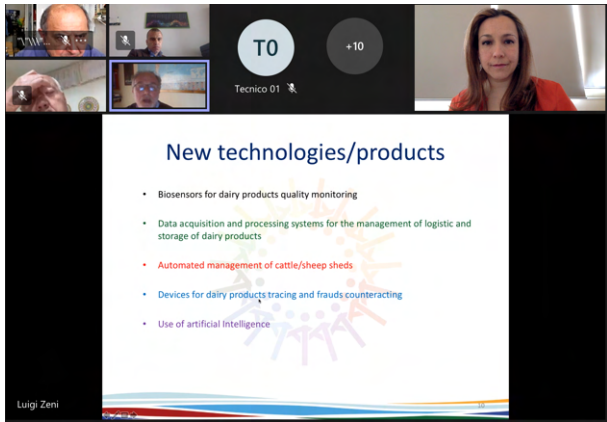 TO
+10
Tecnico 01
New technologies/products
• Biosensors for dairy products quality monitoring
• Data acquisition and processing systems for the management of logistic and
storage of dairy products
• Automated management of cattle/sheep sheds
• Devices for dairy products tracing and frauds counteracting
• Use of artificial Intelligence
Luigi Zeni
10